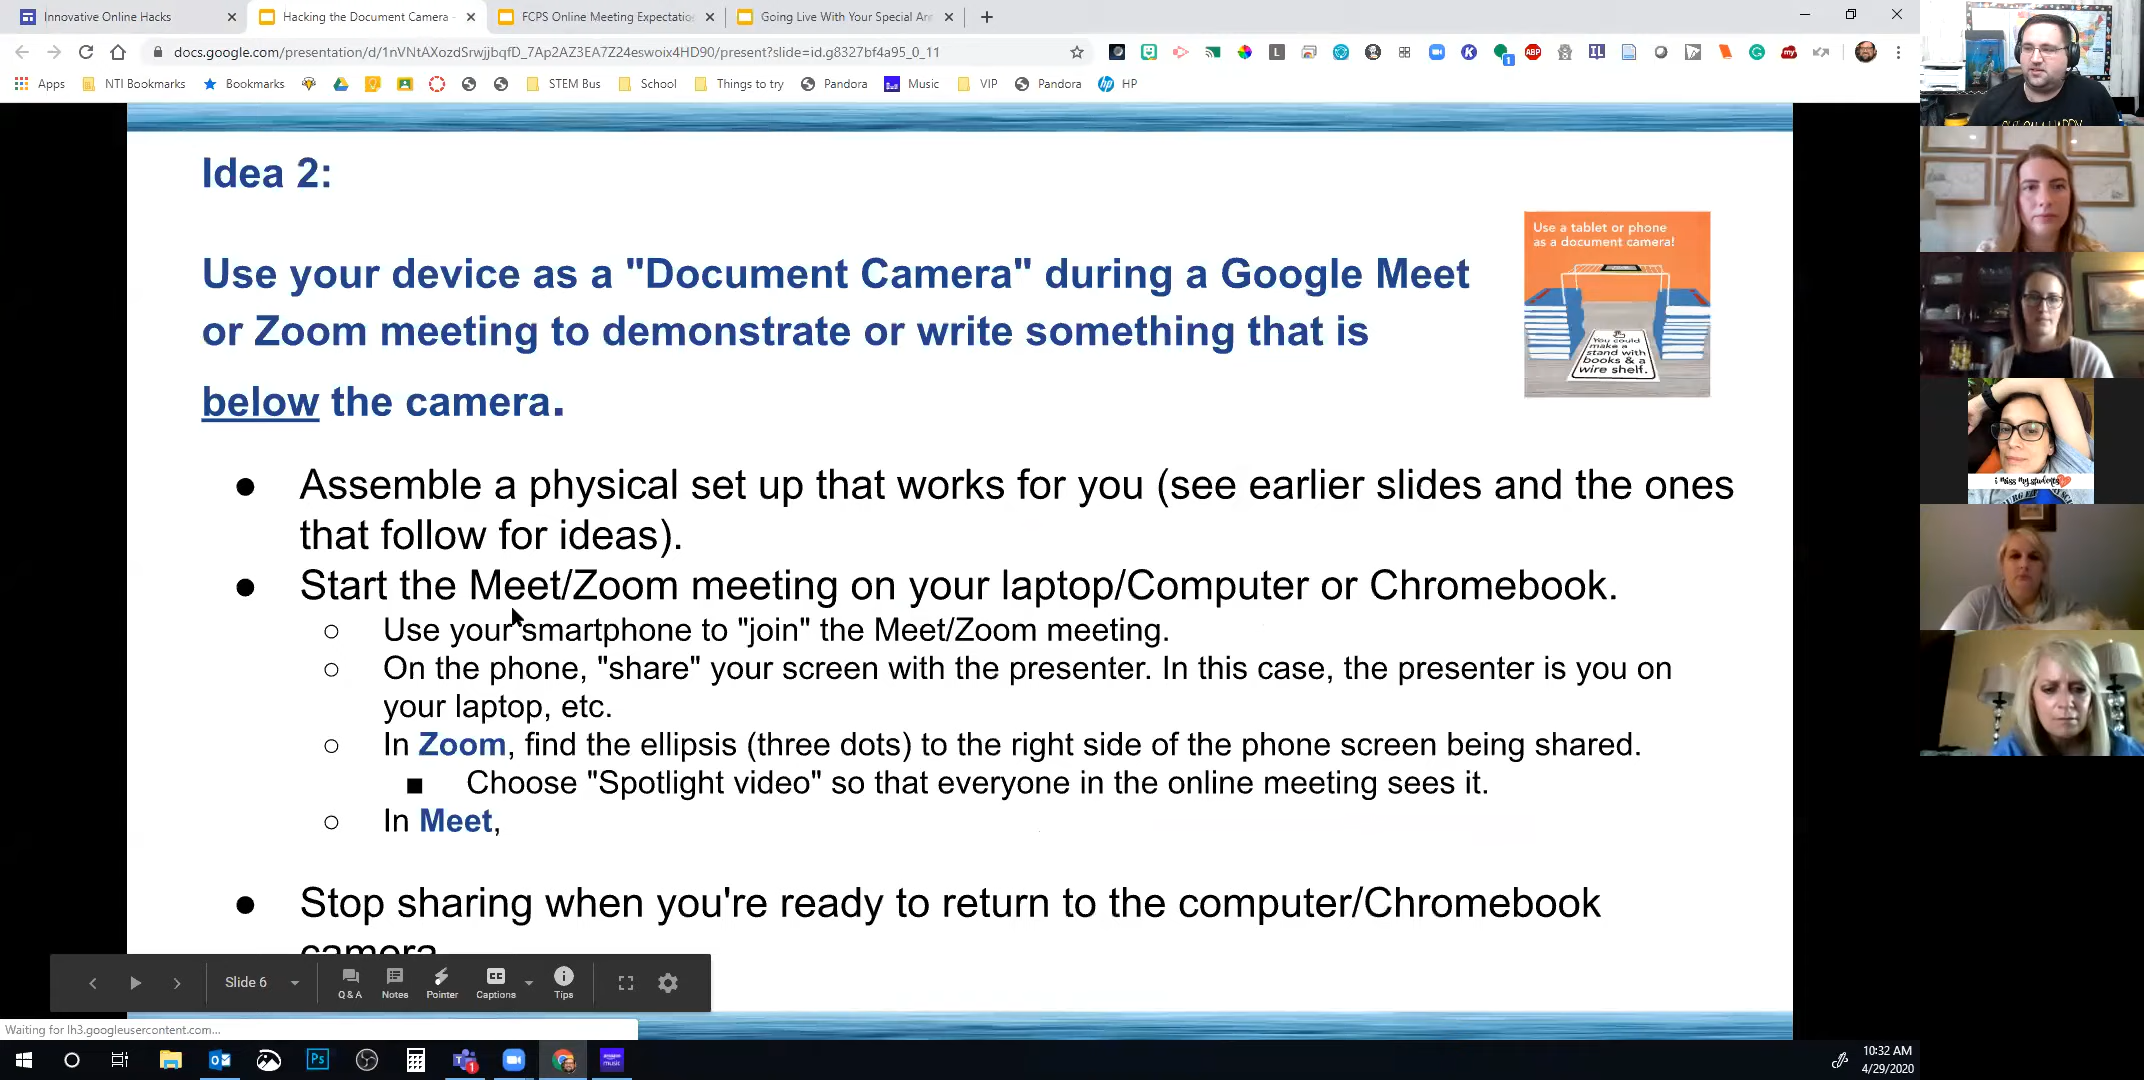 Innovative Online Hacks
Hacking the Document Camera -
FCPS Online Meeting Expectatio
Going Live With Your Special Are
docs.google.com/presentation/d/1nVNtAXozdSrwjjbqfD_7Ap2AZ3EA7Z24eswoix4HD90/present?slide=id.g8327bf4a95_0_11
Apps
NTI Bookmarks
Bookmarks
STEM Bus
School
Things to try
Pandora
Music
VIP
Pandora
HP
Idea 2:
Use your device as a "Document Camera" during a Google Meet
or Zoom meeting to demonstrate or write something that is
below the camera.
Use a tablet or phone
as a document camera!
You could
make a
stand with
books & a
wire shelf.
● Assemble a physical set up that works for you (see earlier slides and the ones
that follow for ideas).
● Start the Meet/Zoom meeting on your laptop/Computer or Chromebook.
○ Use your smartphone to "join" the Meet/Zoom meeting.
○ On the phone, "share" your screen with the presenter. In this case, the presenter is you on
your laptop, etc.
○ In Zoom, find the ellipsis (three dots) to the right side of the phone screen being shared.
■ Choose "Spotlight video" so that everyone in the online meeting sees it.
○ In Meet,
● Stop sharing when you're ready to return to the computer/Chromebook
camera
i miss my students
Slide 6
Q & A
Notes
Pointer
CC
Captions
Tips
Waiting for lh3.googleusercontent.com...
10:32 AM
4/29/2020